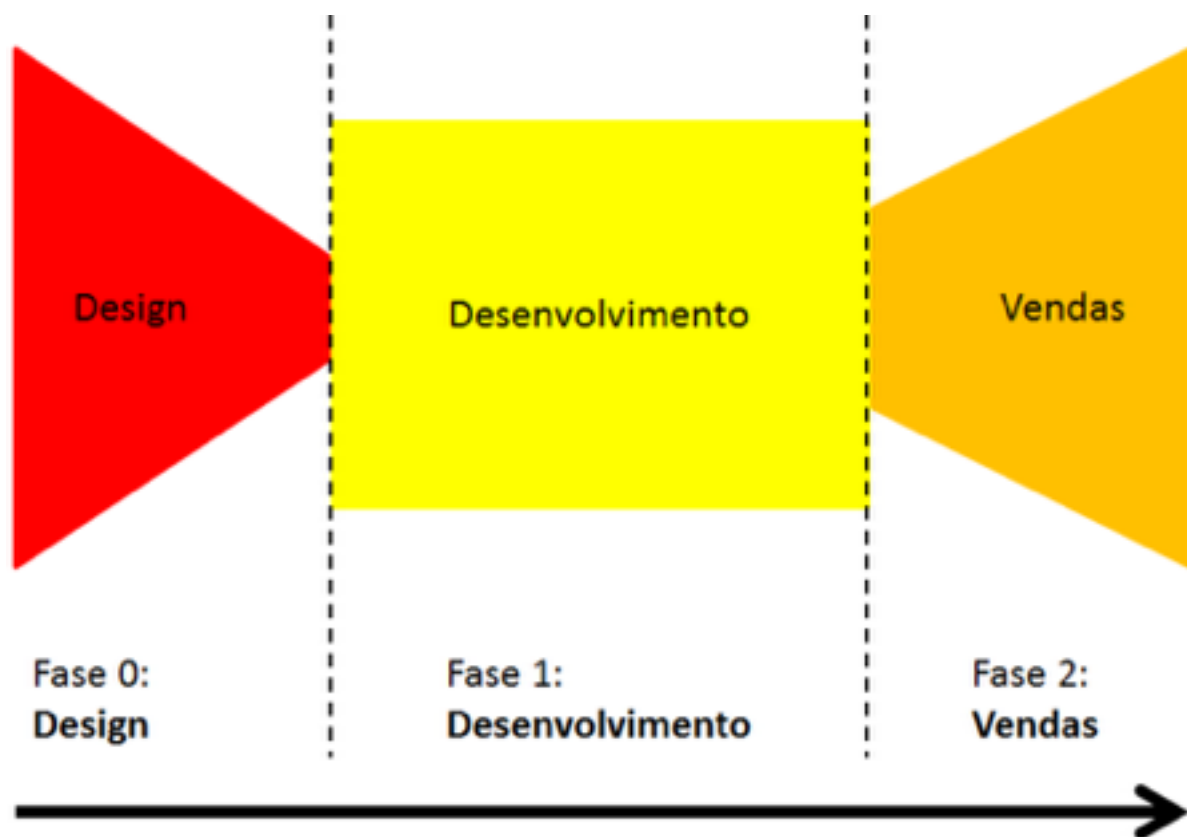 Design
Desenvolvimento
Vendas
Fase 0:
Design
Fase 1:
Desenvolvimento
Fase 2:
Vendas